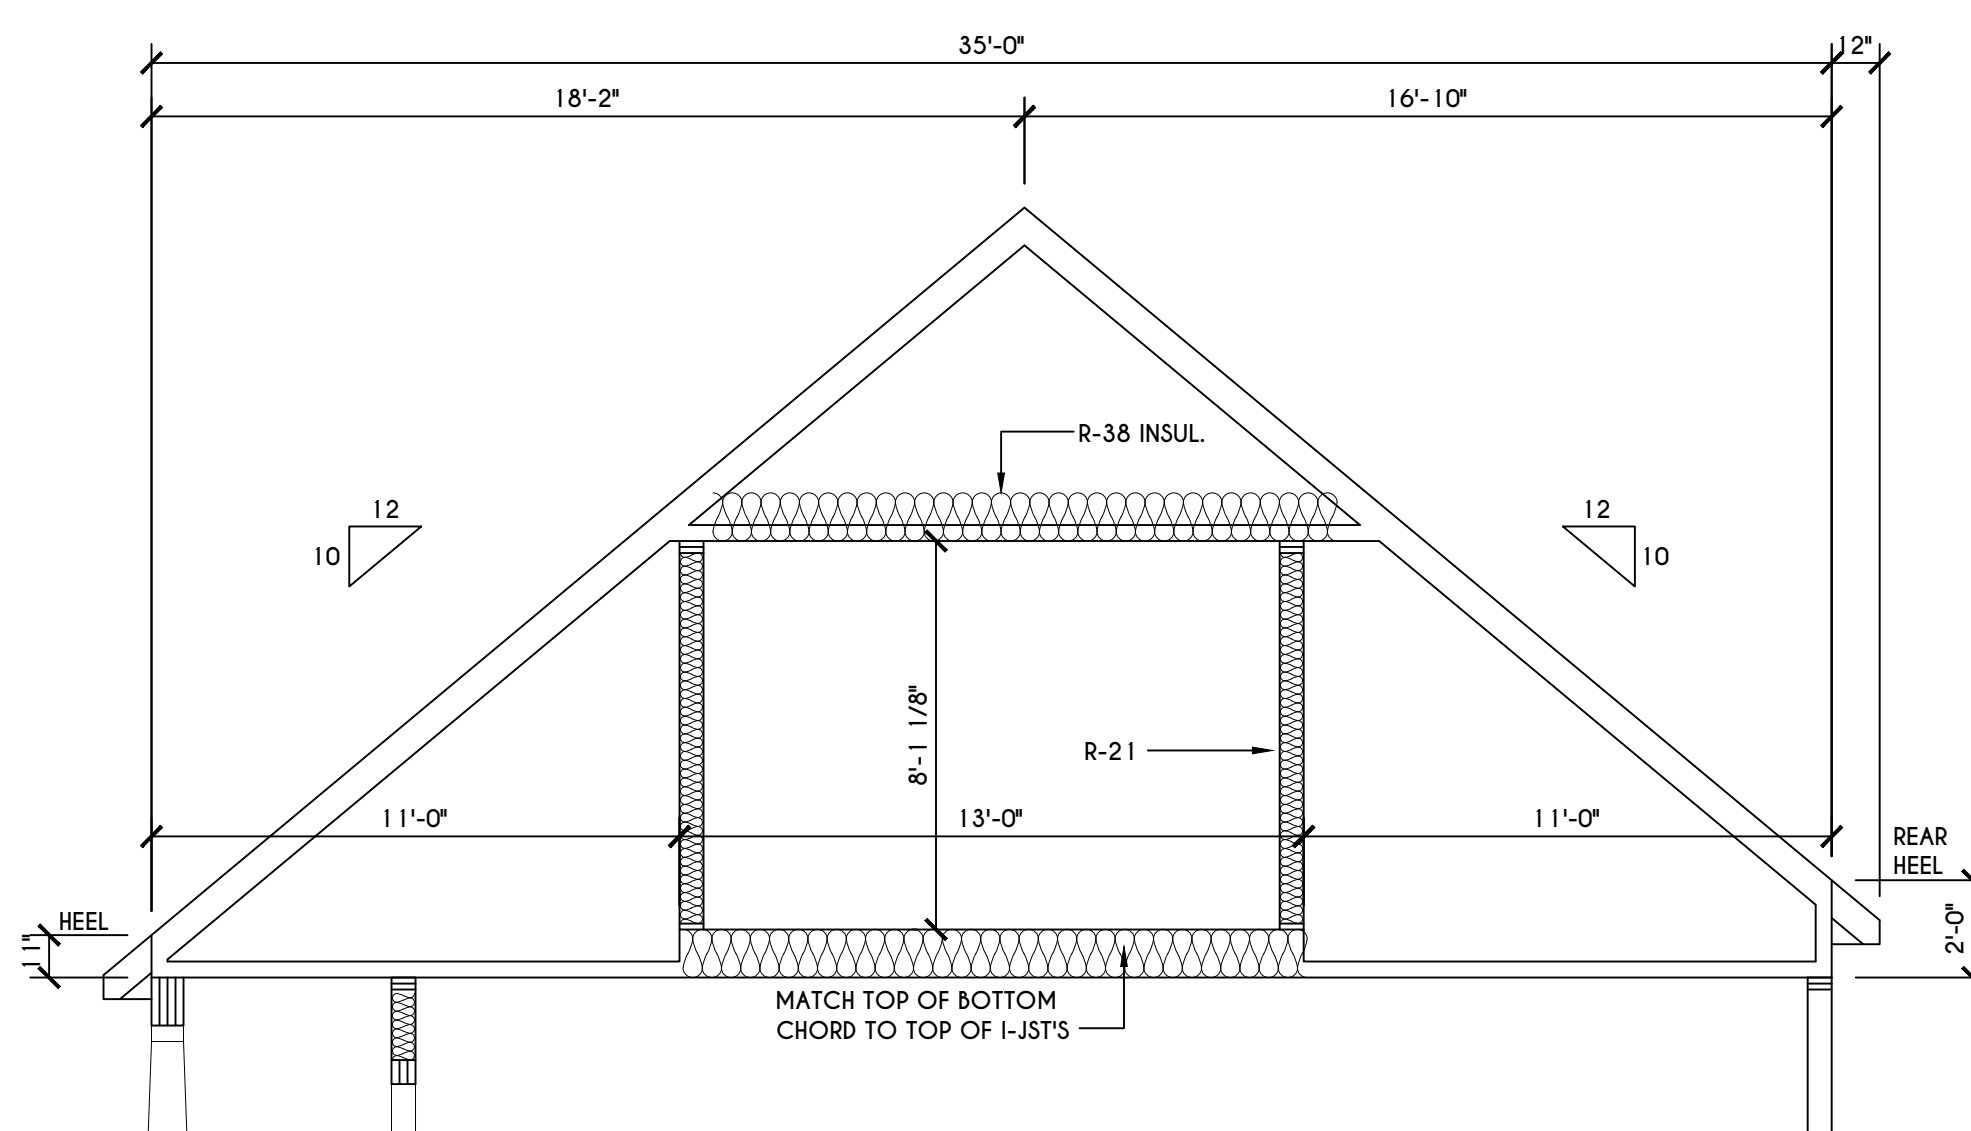 35'-0"
12"
18'-2"
16'-10"
R-38 INSUL.
12
10
12
10
8'-1 1/8"
R-21
11'-0"
13'-0"
11'-0"
REAR
HEEL
HEEL
11"
2'-0"
MATCH TOP OF BOTTOM
CHORD TO TOP OF I-JST'S